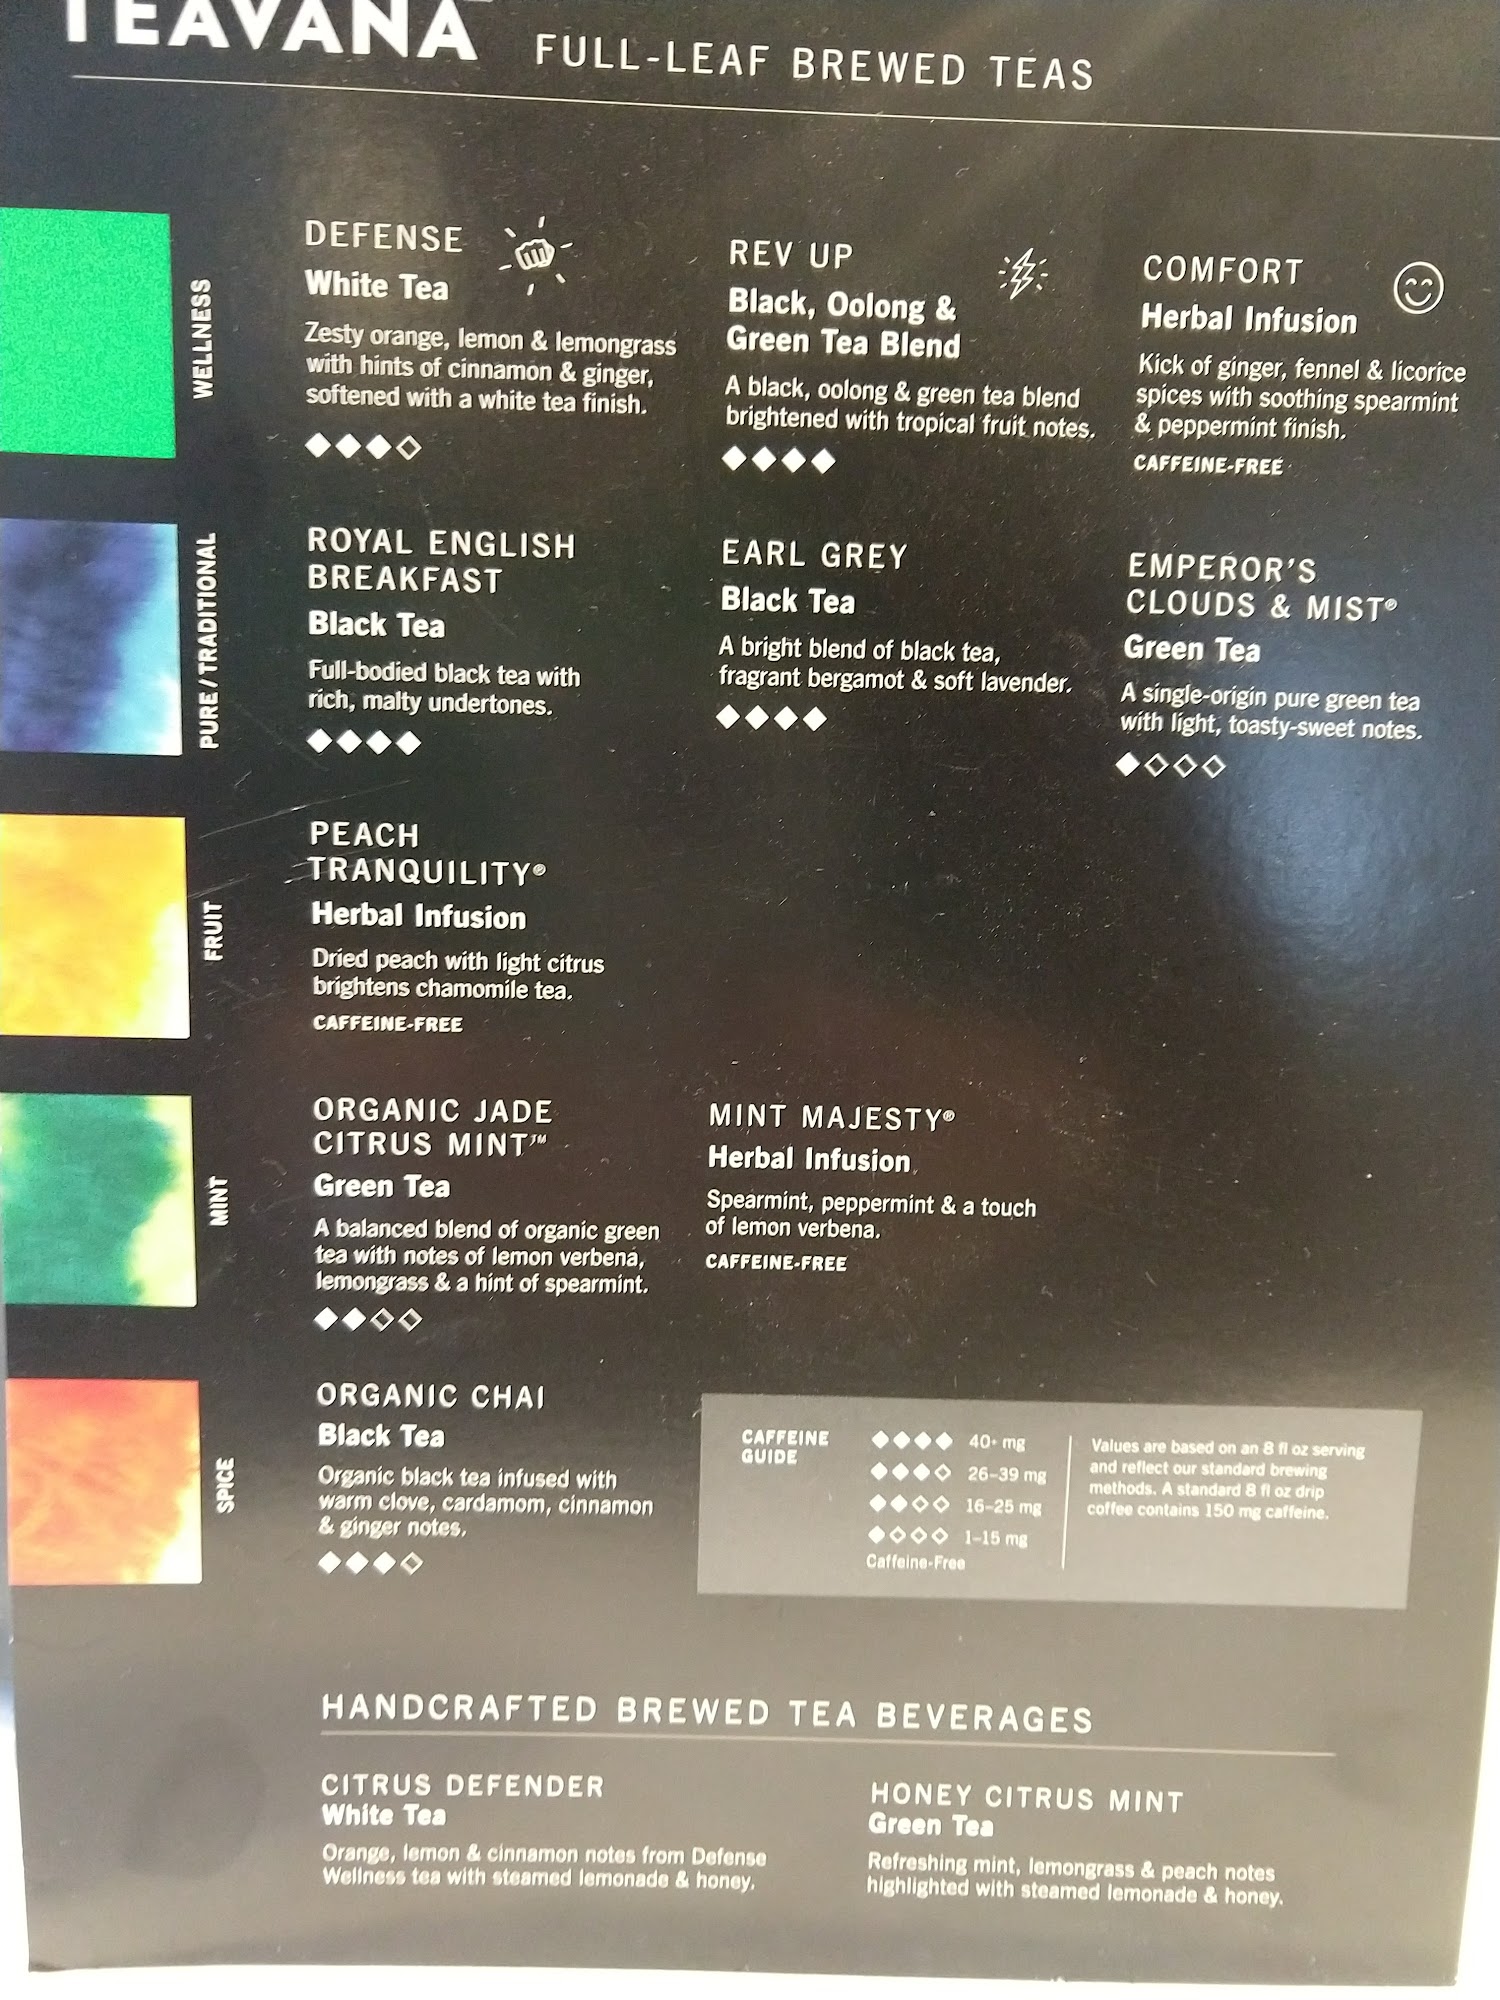 TEAVANA FULL-LEAF BREWED TEAS
WELLNESS
DEFENSE
White Tea
Zesty orange, lemon & lemongrass
with hints of cinnamon & ginger,
softened with a white tea finish.
◆◆◆◇
REV UP
Black, Oolong &
Green Tea Blend
A black, oolong & green tea blend
brightened with tropical fruit notes.
◆◆◆◆
COMFORT
Herbal Infusion
Kick of ginger, fennel & licorice
spices with soothing spearmint
& peppermint finish.
CAFFEINE-FREE
PURE / TRADITIONAL
ROYAL ENGLISH
BREAKFAST
Black Tea
Full-bodied black tea with
rich, malty undertones.
◆◆◆◆
EARL GREY
Black Tea
A bright blend of black tea,
fragrant bergamot & soft lavender.
◆◆◆◆
EMPEROR'S
CLOUDS & MIST®
Green Tea
A single-origin pure green tea
with light, toasty-sweet notes.
◆◇◇◇
FRUIT
PEACH
TRANQUILITY®
Herbal Infusion
Dried peach with light citrus
brightens chamomile tea.
CAFFEINE-FREE
MINT
ORGANIC JADE
CITRUS MINT™
Green Tea
A balanced blend of organic green
tea with notes of lemon verbena,
lemongrass & a hint of spearmint.
◆◆◇◇
MINT MAJESTY®
Herbal Infusion
Spearmint, peppermint & a touch
of lemon verbena.
CAFFEINE-FREE
SPICE
ORGANIC CHAI
Black Tea
Organic black tea infused with
warm clove, cardamom, cinnamon
& ginger notes.
◆◆◆◇
CAFFEINE
GUIDE
◆◆◆◆ 40+ mg
◆◆◆◇ 26–39 mg
◆◆◇◇ 16–25 mg
◆◇◇◇ 1–15 mg
Caffeine-Free
Values are based on an 8 fl oz serving
and reflect our standard brewing
methods. A standard 8 fl oz drip
coffee contains 150 mg caffeine.
HANDCRAFTED BREWED TEA BEVERAGES
CITRUS DEFENDER
White Tea
Orange, lemon & cinnamon notes from Defense
Wellness tea with steamed lemonade & honey.
HONEY CITRUS MINT
Green Tea
Refreshing mint, lemongrass & peach notes
highlighted with steamed lemonade & honey.